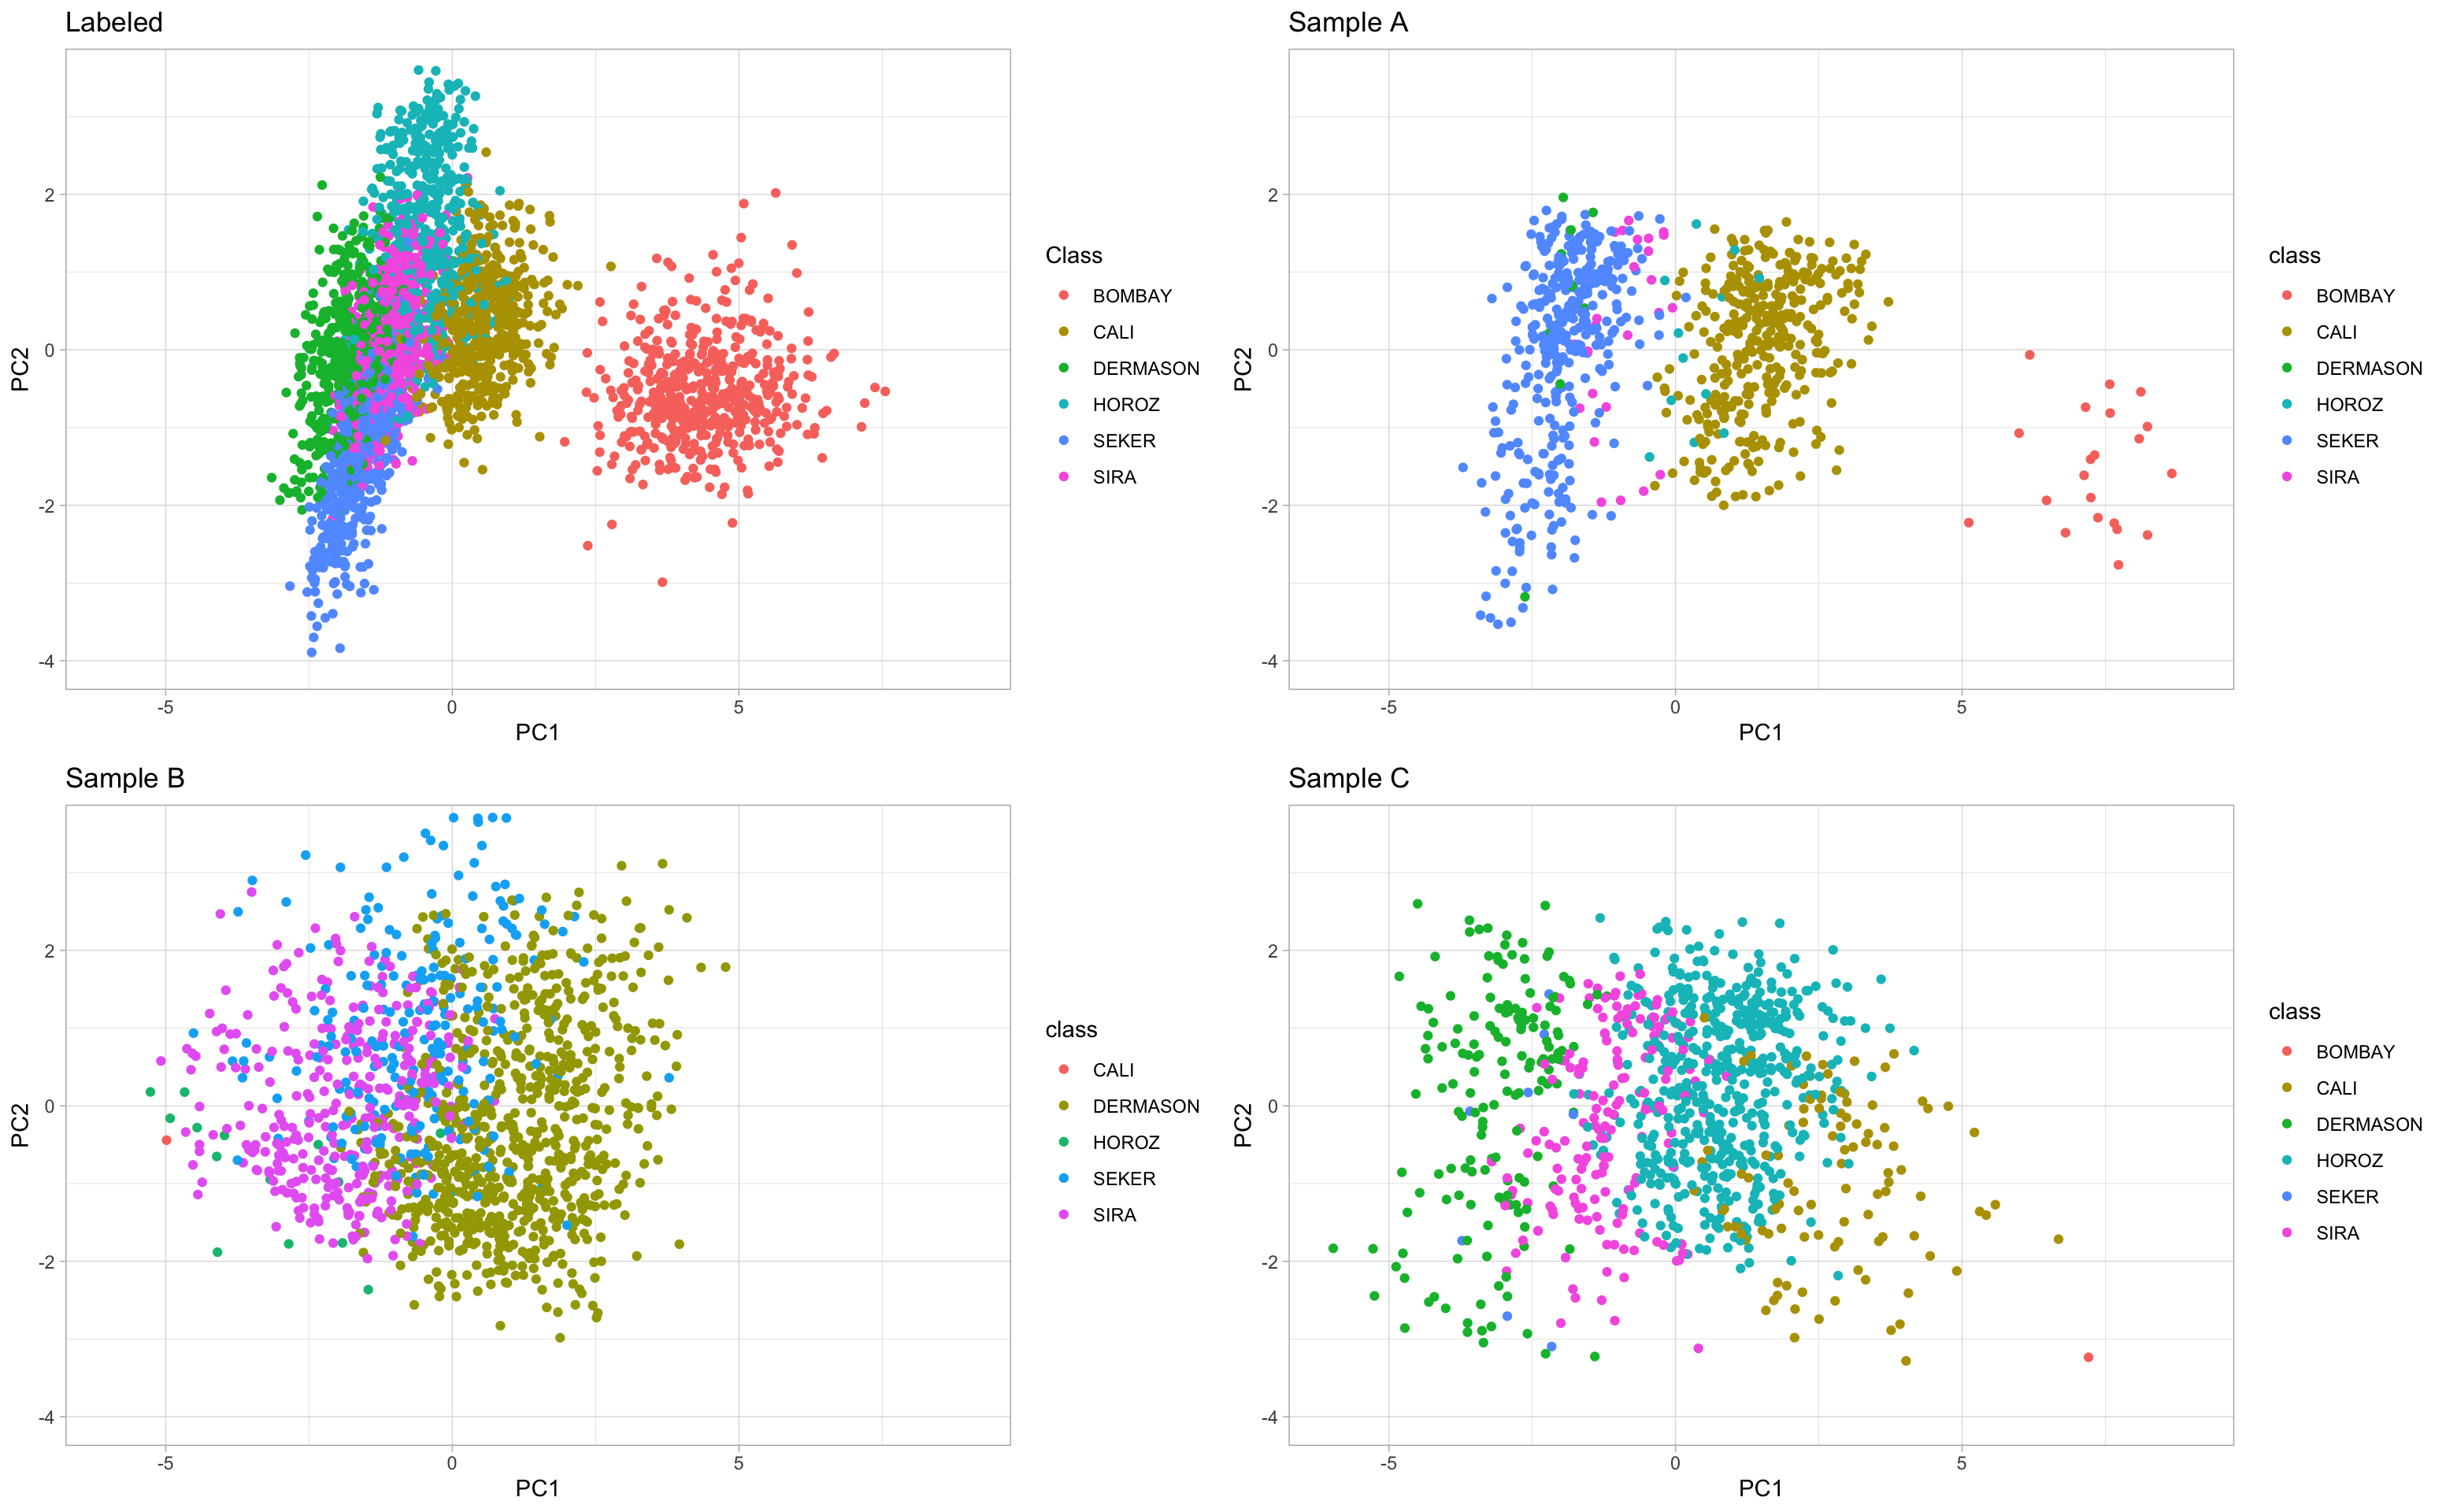 Labeled
2
0
-2
-4
PC2
-5
0
5
PC1
Class
BOMBAY
CALI
DERMASON
HOROZ
SEKER
SIRA
Sample A
2
0
-2
-4
PC2
-5
0
5
PC1
class
BOMBAY
CALI
DERMASON
HOROZ
SEKER
SIRA
Sample B
2
0
-2
-4
PC2
-5
0
5
PC1
class
CALI
DERMASON
HOROZ
SEKER
SIRA
Sample C
2
0
-2
-4
PC2
-5
0
5
PC1
class
BOMBAY
CALI
DERMASON
HOROZ
SEKER
SIRA